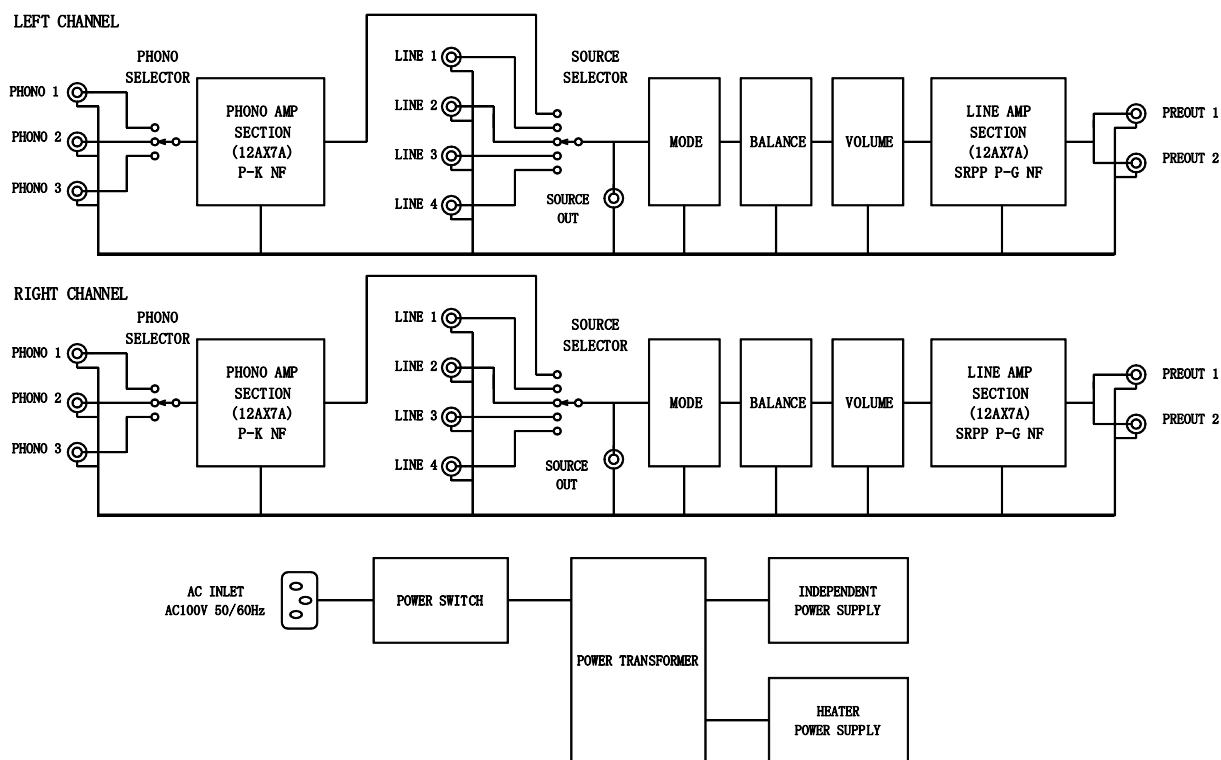 LEFT CHANNEL
PHONO
SELECTOR
PHONO 1
PHONO 2
PHONO 3
PHONO AMP
SECTION
(12AX7A)
P-K NF
LINE 1
LINE 2
LINE 3
LINE 4
SOURCE
SELECTOR
SOURCE
OUT
MODE
BALANCE
VOLUME
LINE AMP
SECTION
(12AX7A)
SRPP P-G NF
PREOUT 1
PREOUT 2
RIGHT CHANNEL
PHONO
SELECTOR
PHONO 1
PHONO 2
PHONO 3
PHONO AMP
SECTION
(12AX7A)
P-K NF
LINE 1
LINE 2
LINE 3
LINE 4
SOURCE
SELECTOR
SOURCE
OUT
MODE
BALANCE
VOLUME
LINE AMP
SECTION
(12AX7A)
SRPP P-G NF
PREOUT 1
PREOUT 2
AC INLET
AC100V 50/60Hz
POWER SWITCH
POWER TRANSFORMER
INDEPENDENT
POWER SUPPLY
HEATER
POWER SUPPLY